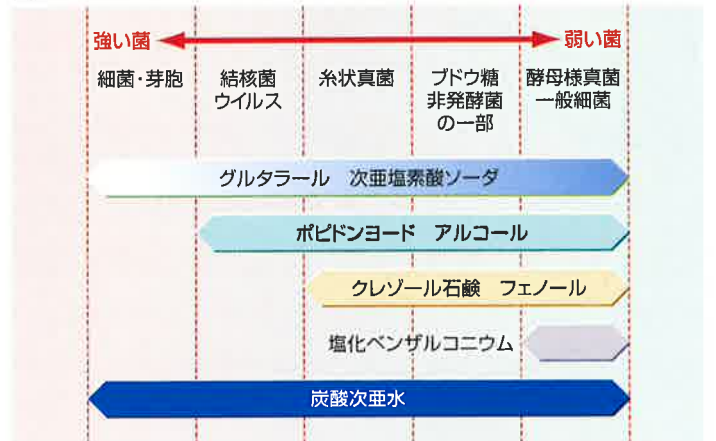 強い菌
弱い菌
細菌・芽胞
結核菌
ウイルス
糸状真菌
ブドウ糖
非発酵菌
の一部
酵母様真菌
一般細菌
グルタラール 次亜塩素酸ソーダ
ポピドンヨード アルコール
クレゾール石鹸 フェノール
塩化ベンザルコニウム
炭酸次亜水